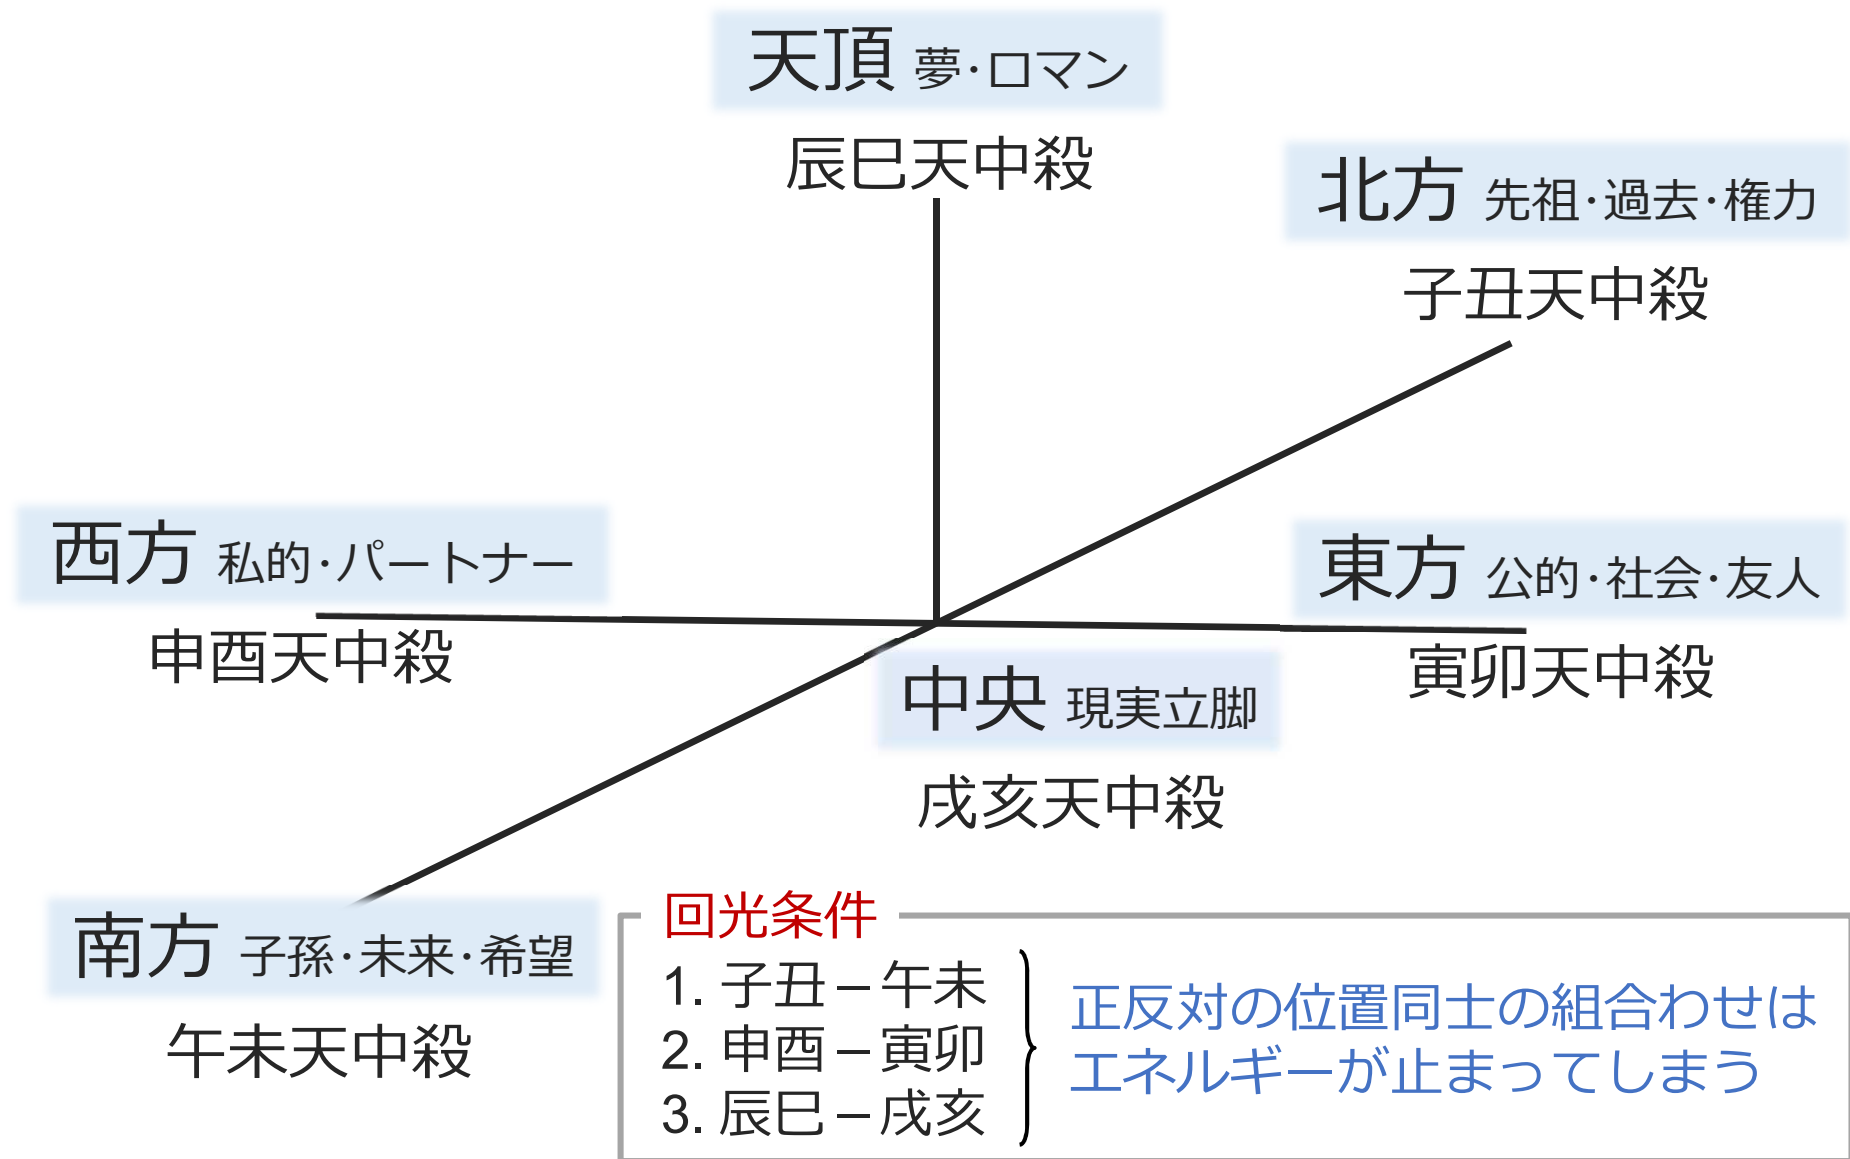 天頂 夢・ロマン
辰巳天中殺
北方 先祖・過去・権力
子丑天中殺
西方 私的・パートナー
申酉天中殺
東方 公的・社会・友人
寅卯天中殺
中央 現実立脚
戌亥天中殺
南方 子孫・未来・希望
午未天中殺
回光条件
1. 子丑 – 午未
2. 申酉 – 寅卯
3. 辰巳 – 戌亥
正反対の位置同士の組合わせは
エネルギーが止まってしまう